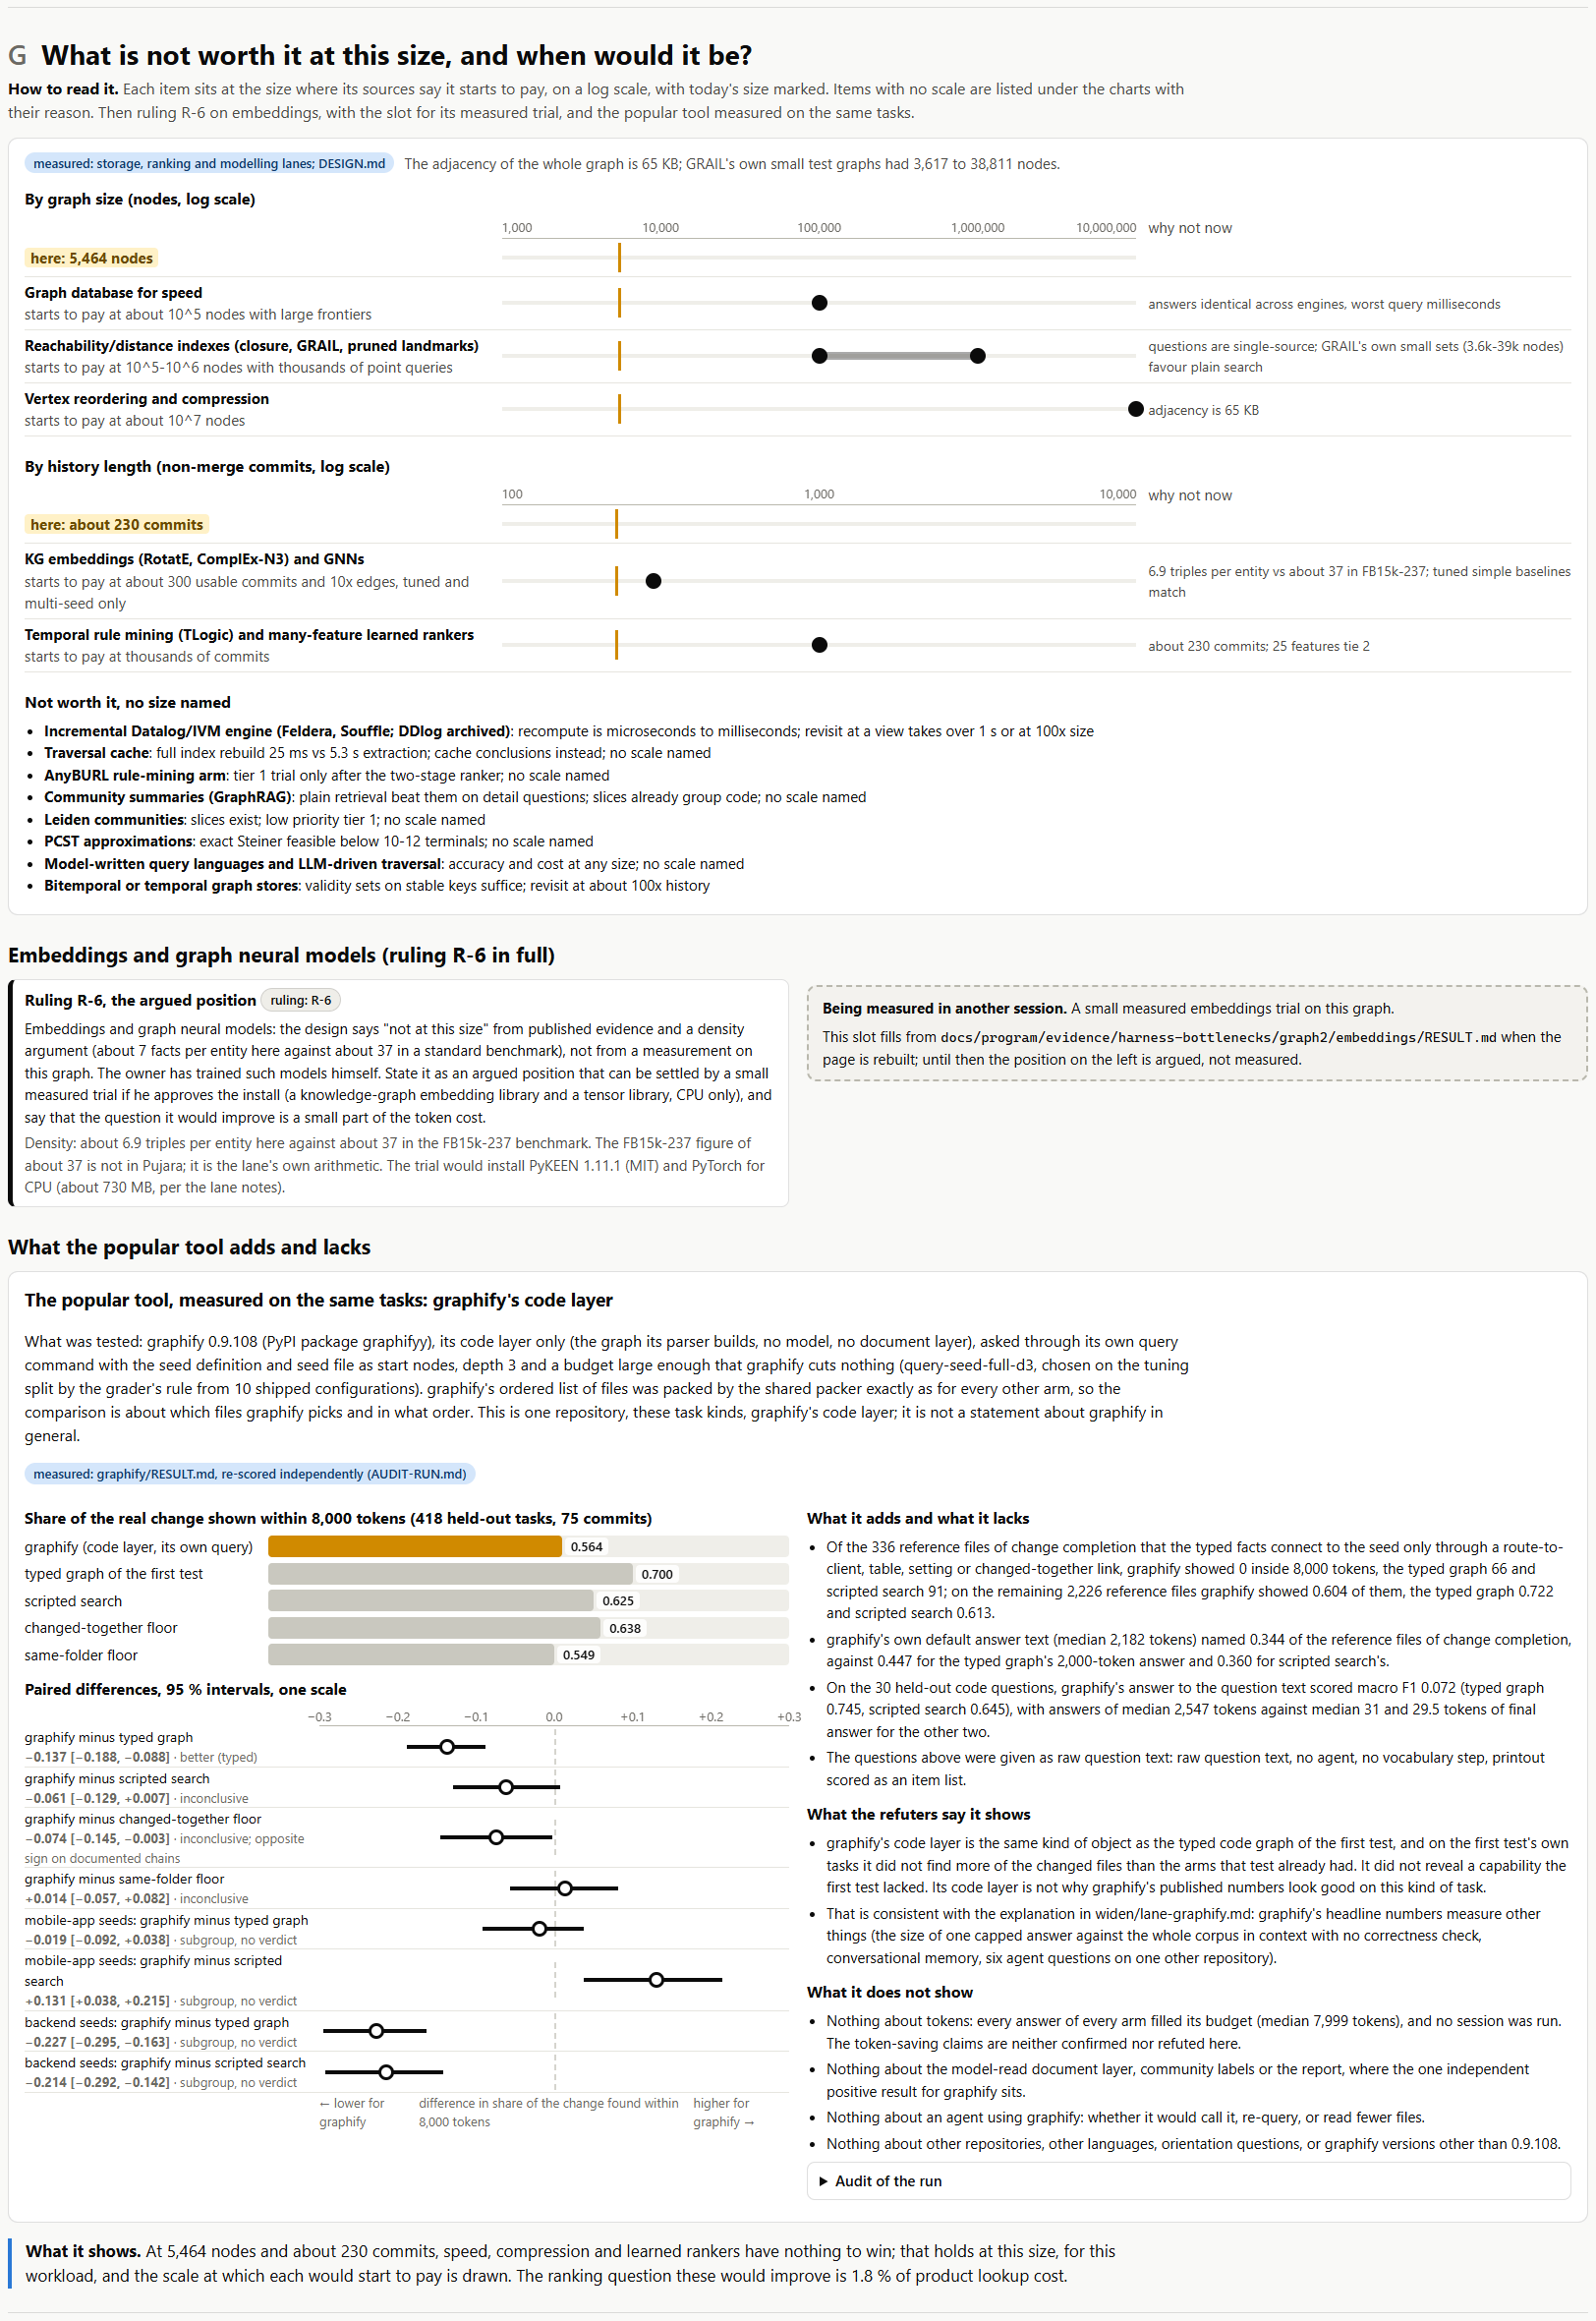 G What is not worth it at this size, and when would it be?
How to read it. Each item sits at the size where its sources say it starts to pay, on a log scale, with today's size marked. Items with no scale are listed under the charts with
their reason. Then ruling R-6 on embeddings, with the slot for its measured trial, and the popular tool measured on the same tasks.
measured: storage, ranking and modelling lanes; DESIGN.md The adjacency of the whole graph is 65 KB; GRAIL's own small test graphs had 3,617 to 38,811 nodes.
By graph size (nodes, log scale)
1,000 10,000 100,000 1,000,000 10,000,000 why not now
here: 5,464 nodes
Graph database for speed
starts to pay at about 10^5 nodes with large frontiers
answers identical across engines, worst query milliseconds
Reachability/distance indexes (closure, GRAIL, pruned landmarks)
starts to pay at 10^5-10^6 nodes with thousands of point queries
questions are single-source; GRAIL's own small sets (3.6k-39k nodes)
favour plain search
Vertex reordering and compression
starts to pay at about 10^7 nodes
adjacency is 65 KB
By history length (non-merge commits, log scale)
100 1,000 10,000 why not now
here: about 230 commits
KG embeddings (RotatE, ComplEx-N3) and GNNs
starts to pay at about 300 usable commits and 10x edges, tuned and
multi-seed only
6.9 triples per entity vs about 37 in FB15k-237; tuned simple baselines
match
Temporal rule mining (TLogic) and many-feature learned rankers
starts to pay at thousands of commits
about 230 commits; 25 features tie 2
Not worth it, no size named
• Incremental Datalog/IVM engine (Feldera, Souffle; DDlog archived): recompute is microseconds to milliseconds; revisit at a view takes over 1 s or at 100x size
• Traversal cache: full index rebuild 25 ms vs 5.3 s extraction; cache conclusions instead; no scale named
• AnyBURL rule-mining arm: tier 1 trial only after the two-stage ranker; no scale named
• Community summaries (GraphRAG): plain retrieval beat them on detail questions; slices already group code; no scale named
• Leiden communities: slices exist; low priority tier 1; no scale named
• PCST approximations: exact Steiner feasible below 10-12 terminals; no scale named
• Model-written query languages and LLM-driven traversal: accuracy and cost at any size; no scale named
• Bitemporal or temporal graph stores: validity sets on stable keys suffice; revisit at about 100x history
Embeddings and graph neural models (ruling R-6 in full)
Ruling R-6, the argued position ruling: R-6
Embeddings and graph neural models: the design says "not at this size" from published evidence and a density
argument (about 7 facts per entity here against about 37 in a standard benchmark), not from a measurement on
this graph. The owner has trained such models himself. State it as an argued position that can be settled by a small
measured trial if he approves the install (a knowledge-graph embedding library and a tensor library, CPU only), and
say that the question it would improve is a small part of the token cost.
Density: about 6.9 triples per entity here against about 37 in the FB15k-237 benchmark. The FB15k-237 figure of
about 37 is not in Pujara; it is the lane's own arithmetic. The trial would install PyKEEN 1.11.1 (MIT) and PyTorch for
CPU (about 730 MB, per the lane notes).
Being measured in another session. A small measured embeddings trial on this graph.
This slot fills from docs/program/evidence/harness-bottlenecks/graph2/embeddings/RESULT.md when the
page is rebuilt; until then the position on the left is argued, not measured.
What the popular tool adds and lacks
The popular tool, measured on the same tasks: graphify's code layer
What was tested: graphify 0.9.108 (PyPI package graphifyy), its code layer only (the graph its parser builds, no model, no document layer), asked through its own query
command with the seed definition and seed file as start nodes, depth 3 and a budget large enough that graphify cuts nothing (query-seed-full-d3, chosen on the tuning
split by the grader's rule from 10 shipped configurations). graphify's ordered list of files was packed by the shared packer exactly as for every other arm, so the
comparison is about which files graphify picks and in what order. This is one repository, these task kinds, graphify's code layer; it is not a statement about graphify in
general.
measured: graphify/RESULT.md, re-scored independently (AUDIT-RUN.md)
Share of the real change shown within 8,000 tokens (418 held-out tasks, 75 commits)
graphify (code layer, its own query) 0.564
typed graph of the first test 0.700
scripted search 0.625
changed-together floor 0.638
same-folder floor 0.549
Paired differences, 95 % intervals, one scale
−0.3 −0.2 −0.1 0.0 +0.1 +0.2 +0.3
graphify minus typed graph
−0.137 [−0.188, −0.088] · better (typed)
graphify minus scripted search
−0.061 [−0.129, +0.007] · inconclusive
graphify minus changed-together floor
−0.074 [−0.145, −0.003] · inconclusive; opposite
sign on documented chains
graphify minus same-folder floor
+0.014 [−0.057, +0.082] · inconclusive
mobile-app seeds: graphify minus typed graph
−0.019 [−0.092, +0.038] · subgroup, no verdict
mobile-app seeds: graphify minus scripted
search
+0.131 [+0.038, +0.215] · subgroup, no verdict
backend seeds: graphify minus typed graph
−0.227 [−0.295, −0.163] · subgroup, no verdict
backend seeds: graphify minus scripted search
−0.214 [−0.292, −0.142] · subgroup, no verdict
← lower for
graphify
difference in share of the change found within
8,000 tokens
higher for
graphify →
What it adds and what it lacks
• Of the 336 reference files of change completion that the typed facts connect to the seed only through a route-to-
client, table, setting or changed-together link, graphify showed 0 inside 8,000 tokens, the typed graph 66 and
scripted search 91; on the remaining 2,226 reference files graphify showed 0.604 of them, the typed graph 0.722
and scripted search 0.613.
• graphify's own default answer text (median 2,182 tokens) named 0.344 of the reference files of change completion,
against 0.447 for the typed graph's 2,000-token answer and 0.360 for scripted search's.
• On the 30 held-out code questions, graphify's answer to the question text scored macro F1 0.072 (typed graph
0.745, scripted search 0.645), with answers of median 2,547 tokens against median 31 and 29.5 tokens of final
answer for the other two.
• The questions above were given as raw question text: raw question text, no agent, no vocabulary step, printout
scored as an item list.
What the refuters say it shows
• graphify's code layer is the same kind of object as the typed code graph of the first test, and on the first test's own
tasks it did not find more of the changed files than the arms that test already had. It did not reveal a capability the
first test lacked. Its code layer is not why graphify's published numbers look good on this kind of task.
• That is consistent with the explanation in widen/lane-graphify.md: graphify's headline numbers measure other
things (the size of one capped answer against the whole corpus in context with no correctness check,
conversational memory, six agent questions on one other repository).
What it does not show
• Nothing about tokens: every answer of every arm filled its budget (median 7,999 tokens), and no session was run.
The token-saving claims are neither confirmed nor refuted here.
• Nothing about the model-read document layer, community labels or the report, where the one independent
positive result for graphify sits.
• Nothing about an agent using graphify: whether it would call it, re-query, or read fewer files.
• Nothing about other repositories, other languages, orientation questions, or graphify versions other than 0.9.108.
▶ Audit of the run
What it shows. At 5,464 nodes and about 230 commits, speed, compression and learned rankers have nothing to win; that holds at this size, for this
workload, and the scale at which each would start to pay is drawn. The ranking question these would improve is 1.8 % of product lookup cost.